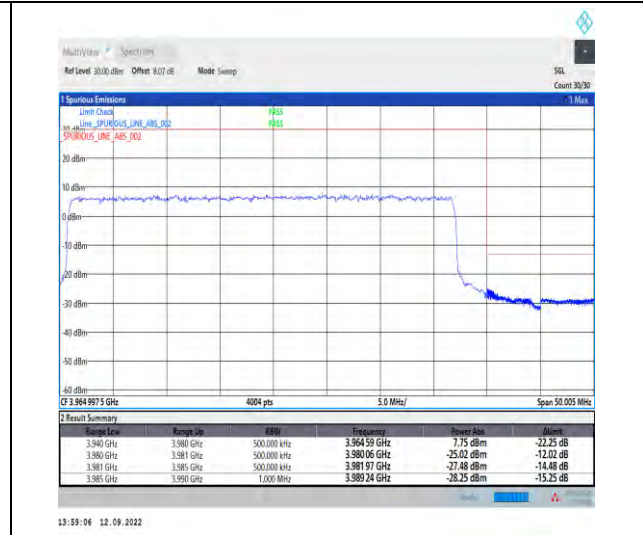 MultiView Spectrum
Ref Level 30.00 dBm Offset 8.07 dB Mode Sweep SGL
Count 30/30
1 Spurious Emissions 1 Max
Limit Check PASS
Line _SPURIOUS_LINE_ABS_002 PASS
_SPURIOUS_LINE_ABS_002
20 dBm
10 dBm
0 dBm
-10 dBm
-20 dBm
-30 dBm
-40 dBm
-50 dBm
-60 dBm
CF 3.964 997 5 GHz 4004 pts 5.0 MHz/ Span 50.005 MHz
2 Result Summary
Range Low Range Up RBW Frequency Power Abs ΔLimit
3.940 GHz 3.980 GHz 500.000 kHz 3.964 59 GHz 7.75 dBm -22.25 dB
3.980 GHz 3.981 GHz 500.000 kHz 3.980 06 GHz -25.02 dBm -12.02 dB
3.981 GHz 3.985 GHz 500.000 kHz 3.981 97 GHz -27.48 dBm -14.48 dB
3.985 GHz 3.990 GHz 1.000 MHz 3.989 24 GHz -28.25 dBm -15.25 dB
13:59:06 12.09.2022